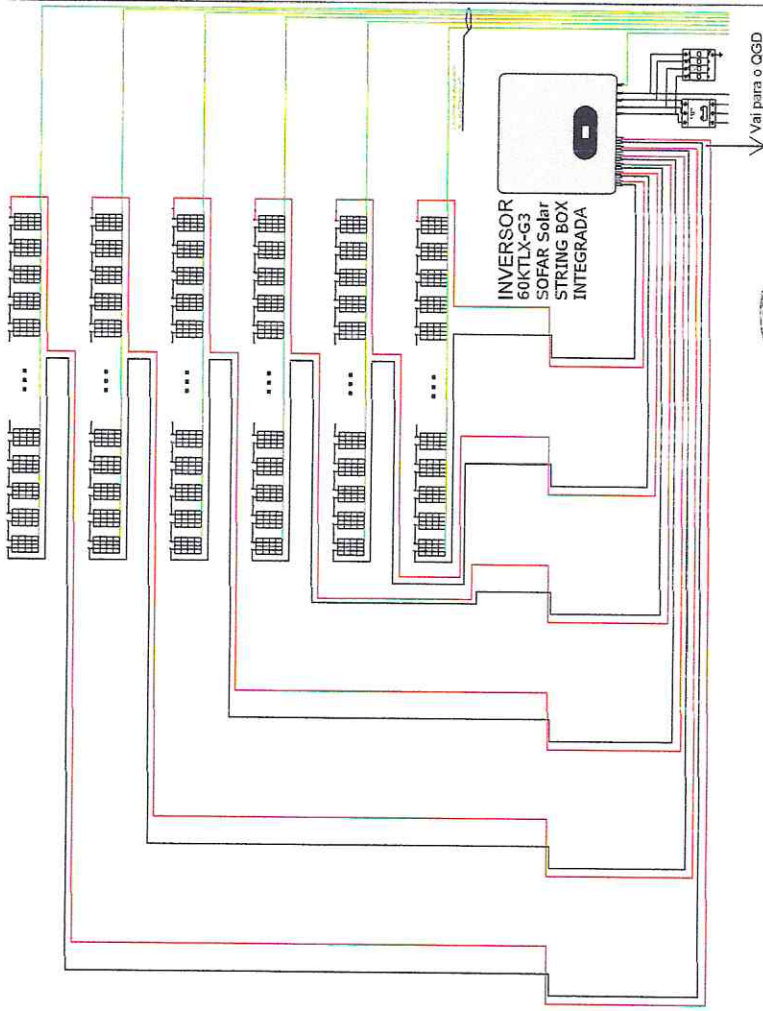 INVERSOR
60KTLX-G3
SOFAR Solar
STRING BOX
INTEGRADA
Vai para o QGD